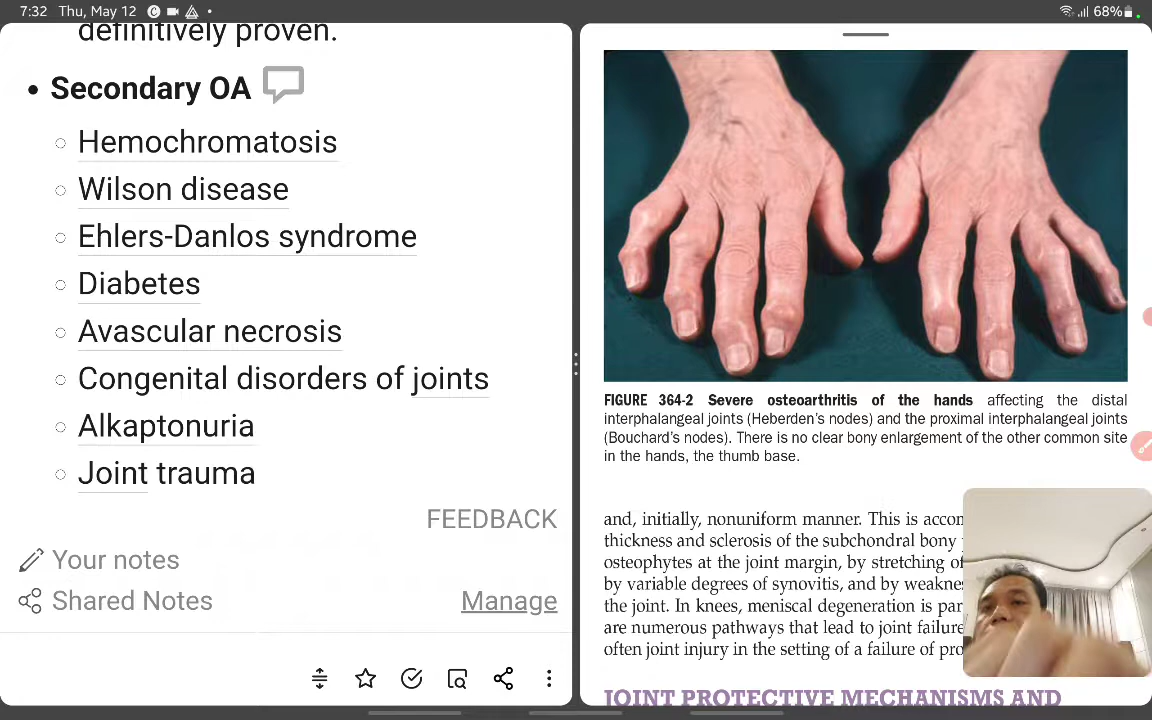 7:32 Thu, May 12
68%
definitively proven.
Secondary OA
Hemochromatosis
Wilson disease
Ehlers-Danlos syndrome
Diabetes
Avascular necrosis
Congenital disorders of joints
Alkaptonuria
Joint trauma
FEEDBACK
Your notes
Shared Notes
Manage
FIGURE 364-2 Severe osteoarthritis of the hands affecting the distal
interphalangeal joints (Heberden's nodes) and the proximal interphalangeal joints
(Bouchard's nodes). There is no clear bony enlargement of the other common site
in the hands, the thumb base.
and, initially, nonuniform manner. This is accom
thickness and sclerosis of the subchondral bony
osteophytes at the joint margin, by stretching of
by variable degrees of synovitis, and by weaknes
the joint. In knees, meniscal degeneration is par
are numerous pathways that lead to joint failure
often joint injury in the setting of a failure of pro
JOINT PROTECTIVE MECHANISMS AND